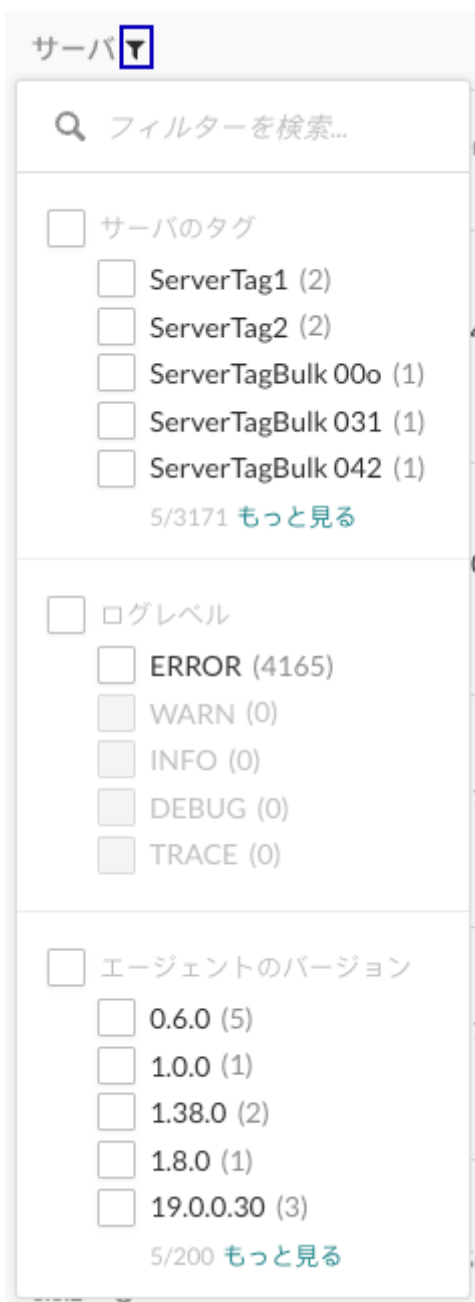 サーバ
フィルターを検索...
サーバのタグ
ServerTag1 (2)
ServerTag2 (2)
ServerTagBulk 00o (1)
ServerTagBulk 031 (1)
ServerTagBulk 042 (1)
5/3171 もっと見る
ログレベル
ERROR (4165)
WARN (0)
INFO (0)
DEBUG (0)
TRACE (0)
エージェントのバージョン
0.6.0 (5)
1.0.0 (1)
1.38.0 (2)
1.8.0 (1)
19.0.0.30 (3)
5/200 もっと見る